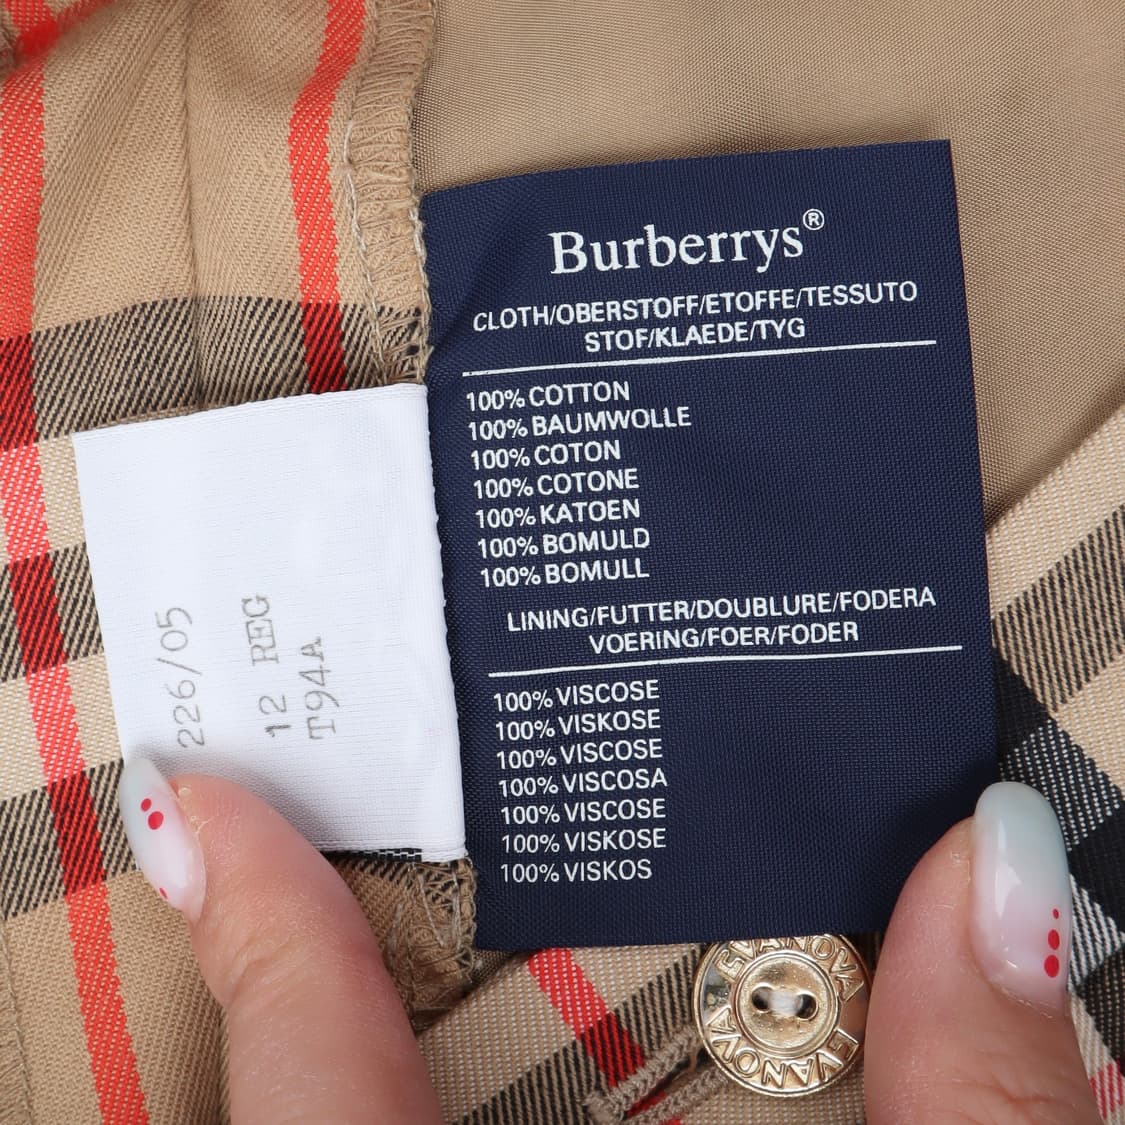 Burberrys®
CLOTH/OBERSTOFF/ETOFFE/TESSUTO
STOF/KLAEDE/TYG
100% COTTON
100% BAUMWOLLE
100% COTON
100% COTONE
100% KATOEN
100% BOMULD
100% BOMULL
LINING/FUTTER/DOUBLURE/FODERA
VOERING/FOER/FODER
100% VISCOSE
100% VISKOSE
100% VISCOSE
100% VISCOSA
100% VISCOSE
100% VISKOSE
100% VISKOS
226/05
12 REG
T94A
EVANOVA
EVANOVA